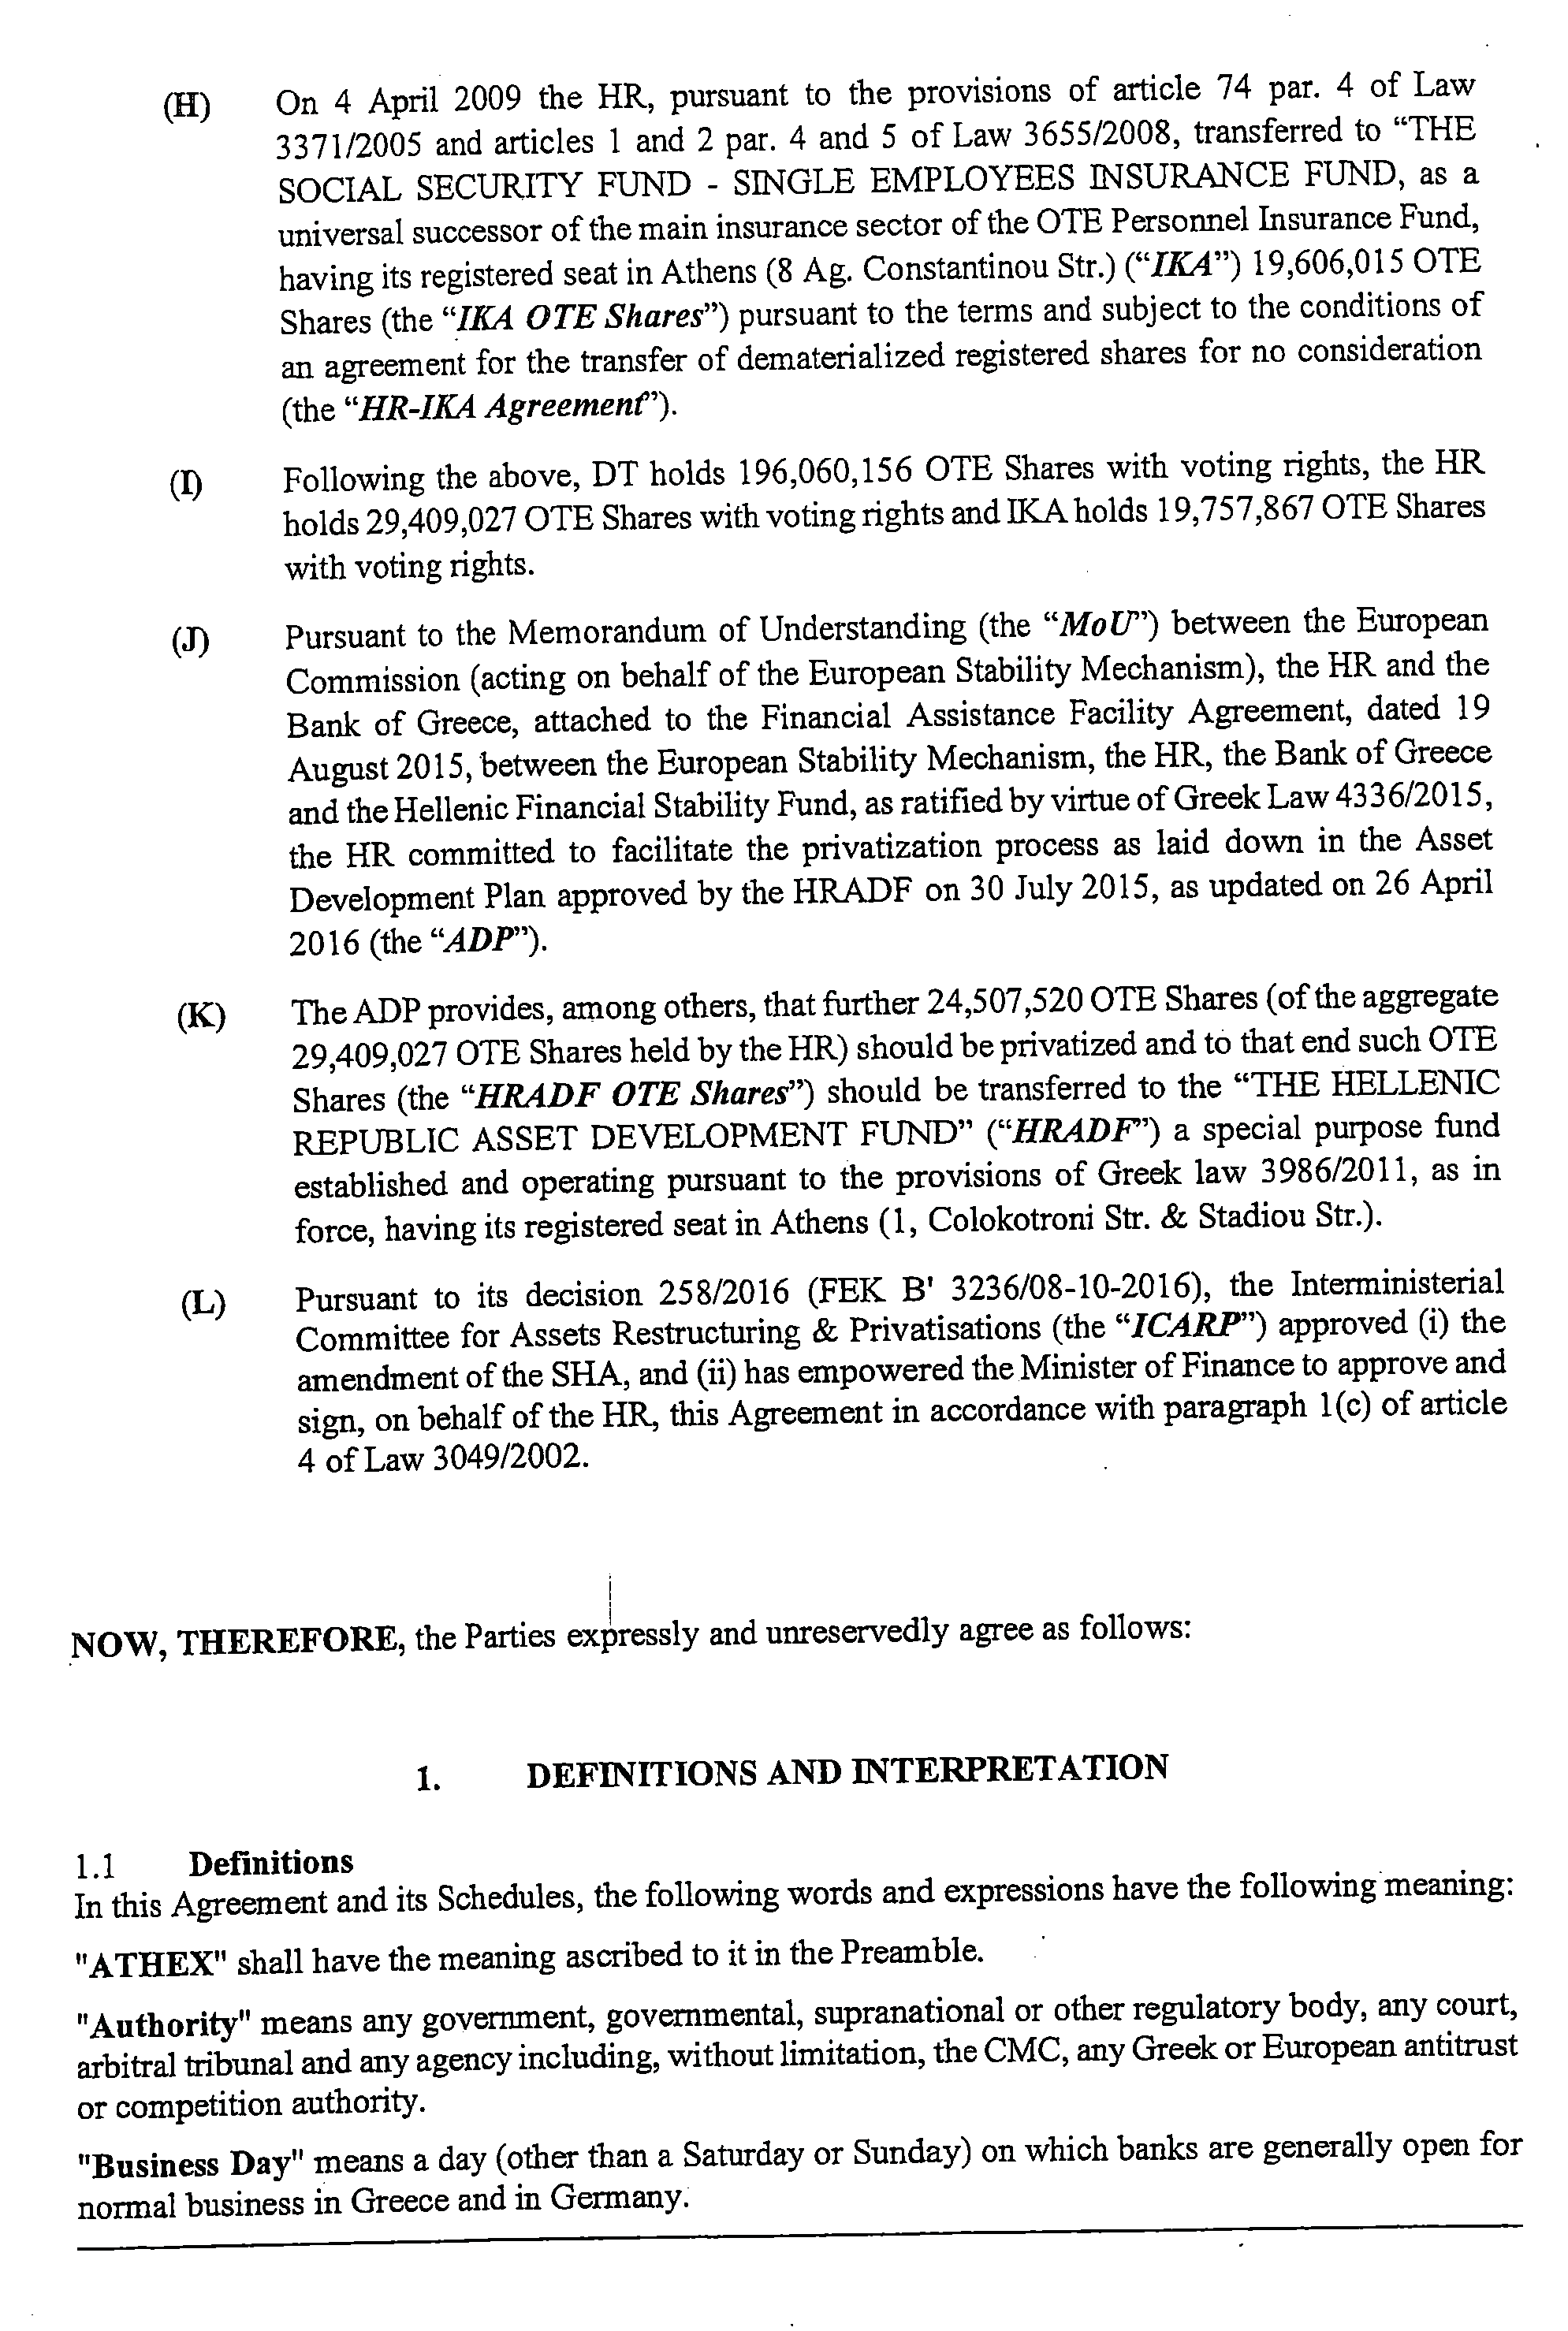 (H) On 4 April 2009 the HR, pursuant to the provisions of article 74 par. 4 of Law
3371/2005 and articles 1 and 2 par. 4 and 5 of Law 3655/2008, transferred to “THE
SOCIAL SECURITY FUND - SINGLE EMPLOYEES INSURANCE FUND, as a
universal successor of the main insurance sector of the OTE Personnel Insurance Fund,
having its registered seat in Athens (8 Ag. Constantinou Str.) (“IKA”) 19,606,015 OTE
Shares (the “IKA OTE Shares”) pursuant to the terms and subject to the conditions of
an agreement for the transfer of dematerialized registered shares for no consideration
(the “HR-IKA Agreement”).
(I) Following the above, DT holds 196,060,156 OTE Shares with voting rights, the HR
holds 29,409,027 OTE Shares with voting rights and IKA holds 19,757,867 OTE Shares
with voting rights.
(J) Pursuant to the Memorandum of Understanding (the “MoU”) between the European
Commission (acting on behalf of the European Stability Mechanism), the HR and the
Bank of Greece, attached to the Financial Assistance Facility Agreement, dated 19
August 2015, between the European Stability Mechanism, the HR, the Bank of Greece
and the Hellenic Financial Stability Fund, as ratified by virtue of Greek Law 4336/2015,
the HR committed to facilitate the privatization process as laid down in the Asset
Development Plan approved by the HRADF on 30 July 2015, as updated on 26 April
2016 (the “ADP”).
(K) The ADP provides, among others, that further 24,507,520 OTE Shares (of the aggregate
29,409,027 OTE Shares held by the HR) should be privatized and to that end such OTE
Shares (the “HRADF OTE Shares”) should be transferred to the “THE HELLENIC
REPUBLIC ASSET DEVELOPMENT FUND” (“HRADF”) a special purpose fund
established and operating pursuant to the provisions of Greek law 3986/2011, as in
force, having its registered seat in Athens (1, Colokotroni Str. & Stadiou Str.).
(L) Pursuant to its decision 258/2016 (FEK B' 3236/08-10-2016), the Interministerial
Committee for Assets Restructuring & Privatisations (the “ICARP”) approved (i) the
amendment of the SHA, and (ii) has empowered the Minister of Finance to approve and
sign, on behalf of the HR, this Agreement in accordance with paragraph 1(c) of article
4 of Law 3049/2002.
NOW, THEREFORE, the Parties expressly and unreservedly agree as follows:
1. DEFINITIONS AND INTERPRETATION
1.1 Definitions
In this Agreement and its Schedules, the following words and expressions have the following meaning:
"ATHEX" shall have the meaning ascribed to it in the Preamble.
"Authority" means any government, governmental, supranational or other regulatory body, any court,
arbitral tribunal and any agency including, without limitation, the CMC, any Greek or European antitrust
or competition authority.
"Business Day" means a day (other than a Saturday or Sunday) on which banks are generally open for
normal business in Greece and in Germany.